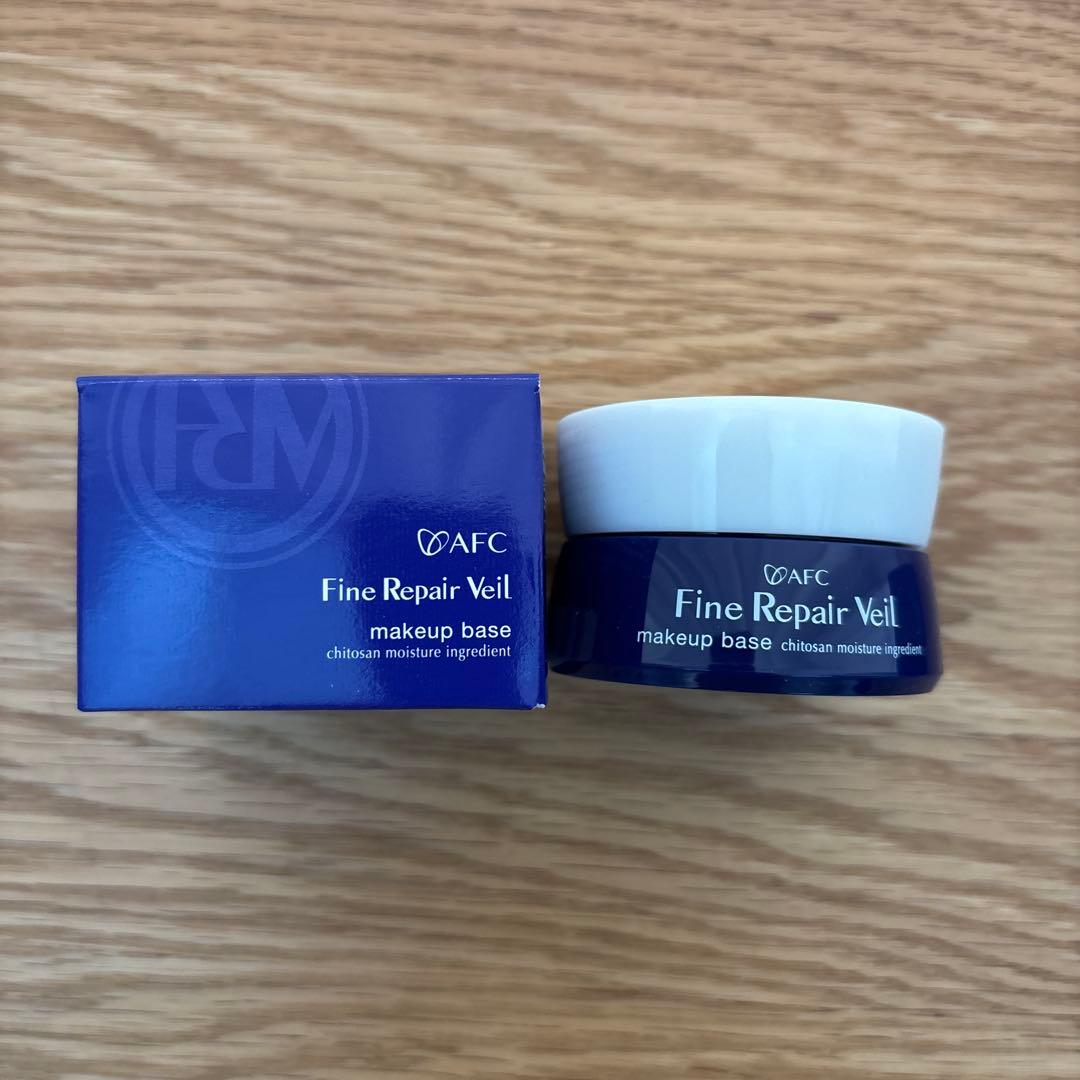 AFC
Fine Repair Veil
makeup base
chitosan moisture ingredient
AFC
Fine Repair Veil
makeup base chitosan moisture ingredient